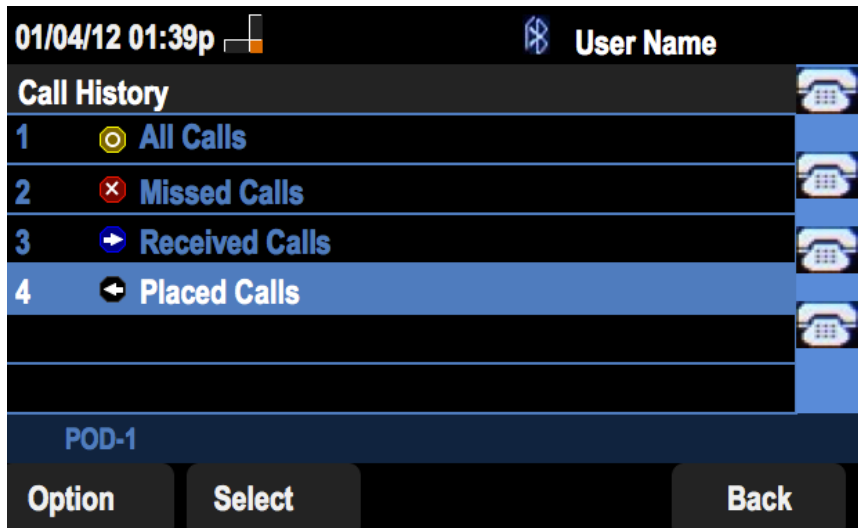 01/04/12 01:39p User Name
Call History
1 All Calls
2 Missed Calls
3 Received Calls
4 Placed Calls
POD-1
Option Select Back